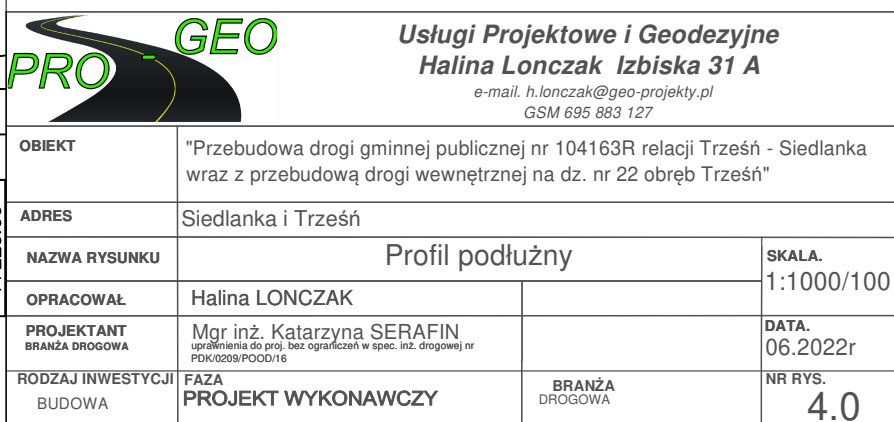 PRO GEO
Usługi Projektowe i Geodezyjne
Halina Lonczak Izbiska 31 A
e-mail. h.lonczak@geo-projekty.pl
GSM 695 883 127
OBIEKT
"Przebudowa drogi gminnej publicznej nr 104163R relacji Trześń - Siedlanka
wraz z przebudową drogi wewnętrznej na dz. nr 22 obręb Trześń"
ADRES
Siedlanka i Trześń
NAZWA RYSUNKU
Profil podłużny
SKALA.
1:1000/100
OPRACOWAŁ
Halina LONCZAK
PROJEKTANT
BRANŻA DROGOWA
Mgr inż. Katarzyna SERAFIN
uprawnienia do proj. bez ograniczeń w spec. inż. drogowej nr
PDK/0209/POOD/16
DATA.
06.2022r
RODZAJ INWESTYCJI
BUDOWA
FAZA
PROJEKT WYKONAWCZY
BRANŻA
DROGOWA
NR RYS.
4.0